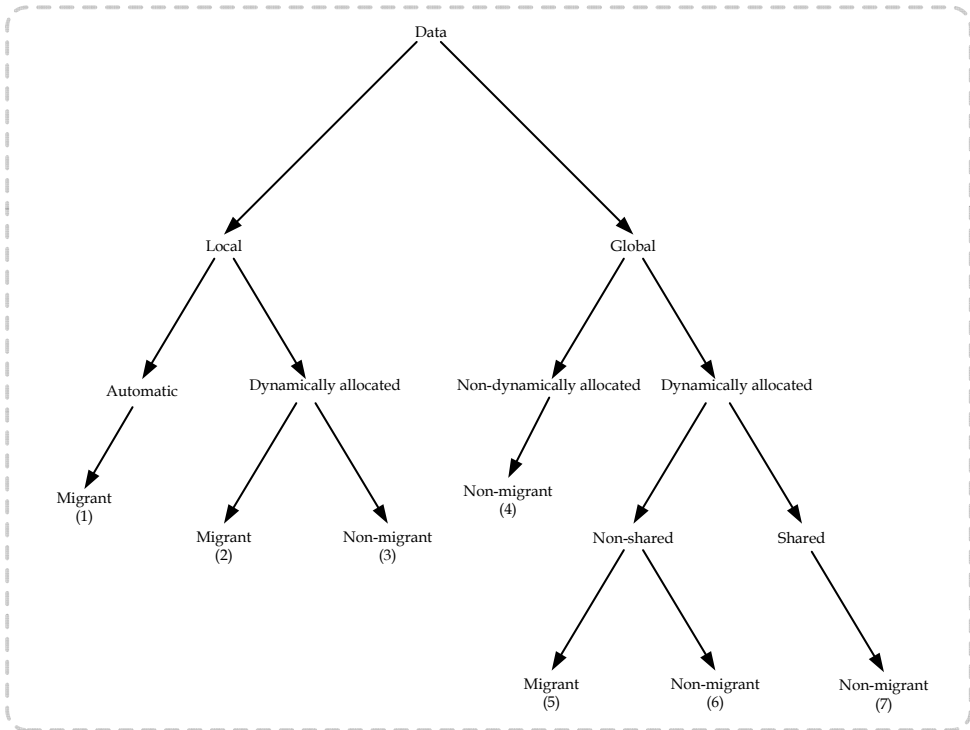 Data
Local
Global
Automatic
Dynamically allocated
Non-dynamically allocated
Dynamically allocated
Migrant
(1)
Migrant
(2)
Non-migrant
(3)
Non-migrant
(4)
Non-shared
Shared
Migrant
(5)
Non-migrant
(6)
Non-migrant
(7)